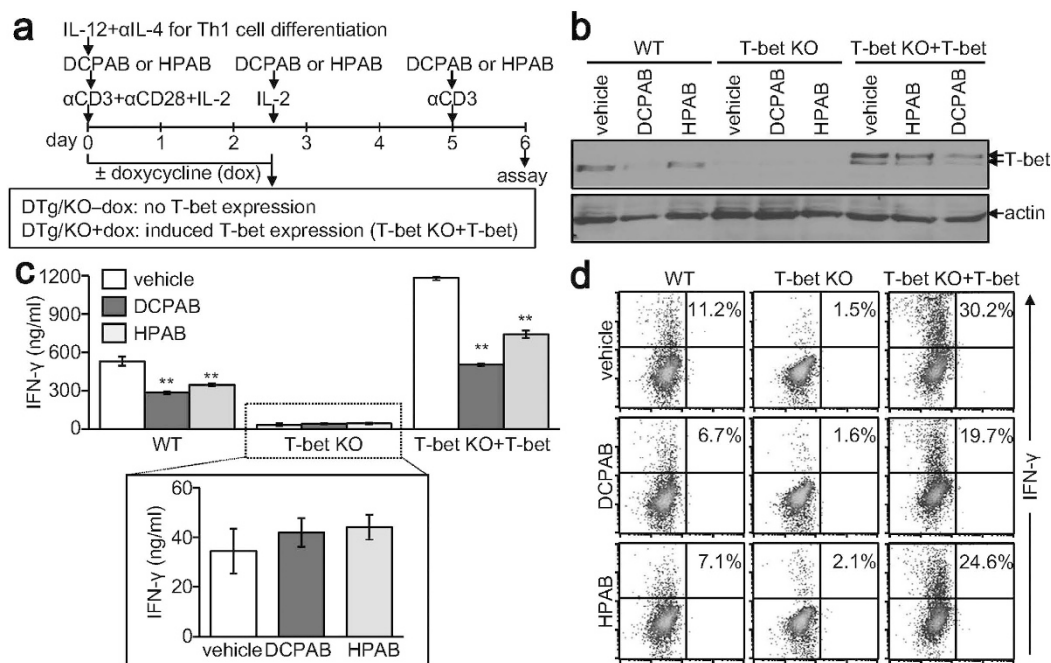 a
IL-12+αIL-4 for Th1 cell differentiation
DCPAB or HPAB DCPAB or HPAB DCPAB or HPAB
αCD3+αCD28+IL-2 IL-2 αCD3
day 0 1 2 3 4 5 6
± doxycycline (dox) assay
DTg/KO–dox: no T-bet expression
DTg/KO+dox: induced T-bet expression (T-bet KO+T-bet)
b
WT T-bet KO T-bet KO+T-bet
vehicle DCPAB HPAB vehicle DCPAB HPAB vehicle HPAB DCPAB
T-bet
actin
c
IFN-γ (ng/ml)
1200
900
600
300
0
vehicle
DCPAB
HPAB
** ** ** **
WT T-bet KO T-bet KO+T-bet
IFN-γ (ng/ml)
60
40
20
0
vehicle DCPAB HPAB
d
WT T-bet KO T-bet KO+T-bet
vehicle 11.2% 1.5% 30.2%
DCPAB 6.7% 1.6% 19.7%
HPAB 7.1% 2.1% 24.6%
IFN-γ